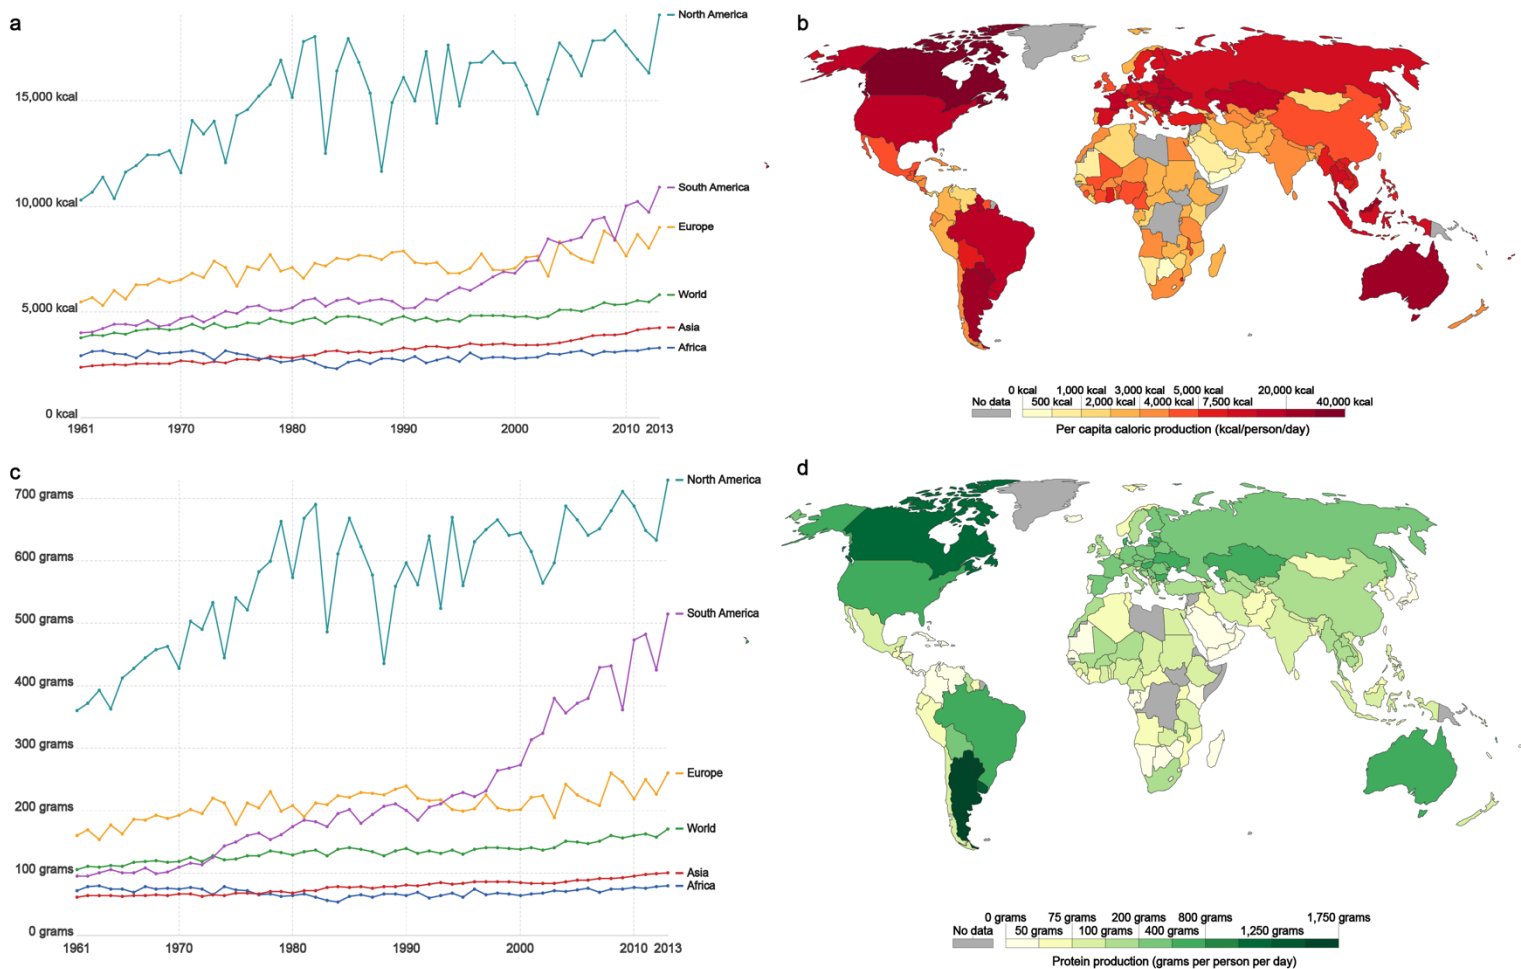 a
15,000 kcal
10,000 kcal
5,000 kcal
0 kcal
1961 1970 1980 1990 2000 2010 2013
North America
South America
Europe
World
Asia
Africa
b
0 kcal 1,000 kcal 3,000 kcal 5,000 kcal 20,000 kcal
No data 500 kcal 2,000 kcal 4,000 kcal 7,500 kcal 40,000 kcal
Per capita caloric production (kcal/person/day)
c
700 grams
600 grams
500 grams
400 grams
300 grams
200 grams
100 grams
0 grams
1961 1970 1980 1990 2000 2010 2013
North America
South America
Europe
World
Asia
Africa
d
0 grams 75 grams 200 grams 800 grams 1,750 grams
No data 50 grams 100 grams 400 grams 1,250 grams
Protein production (grams per person per day)